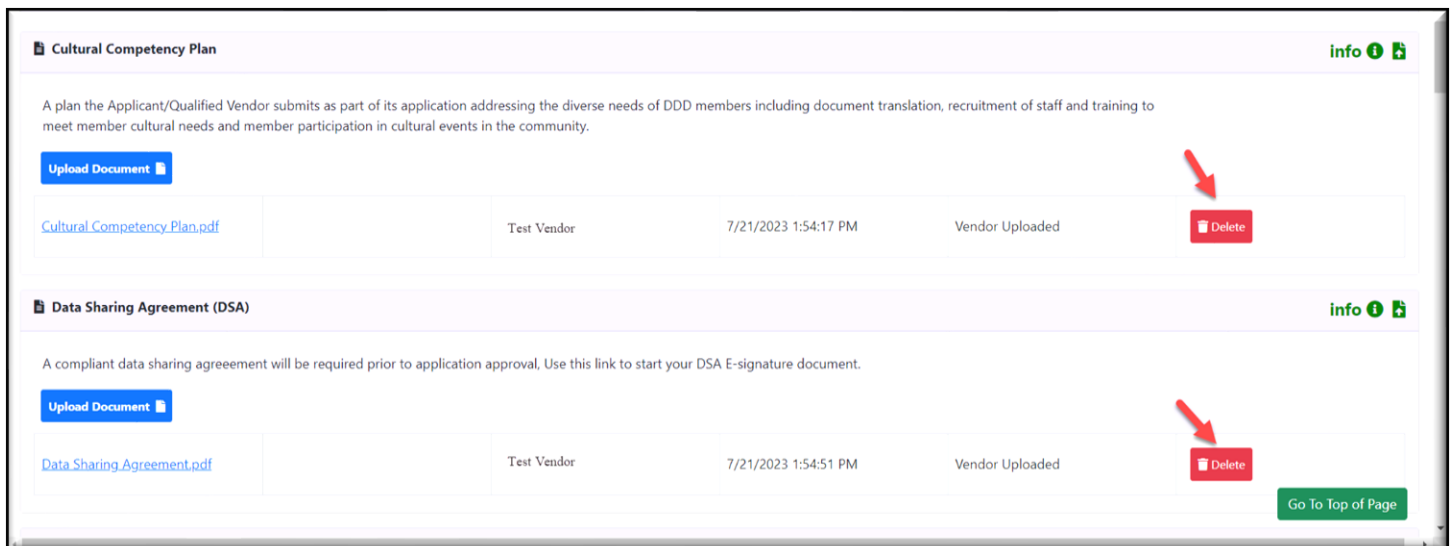 Cultural Competency Plan
info
A plan the Applicant/Qualified Vendor submits as part of its application addressing the diverse needs of DDD members including document translation, recruitment of staff and training to
meet member cultural needs and member participation in cultural events in the community.
Upload Document
Cultural Competency Plan.pdf Test Vendor 7/21/2023 1:54:17 PM Vendor Uploaded Delete
Data Sharing Agreement (DSA)
info
A compliant data sharing agreeement will be required prior to application approval, Use this link to start your DSA E-signature document.
Upload Document
Data Sharing Agreement.pdf Test Vendor 7/21/2023 1:54:51 PM Vendor Uploaded Delete
Go To Top of Page